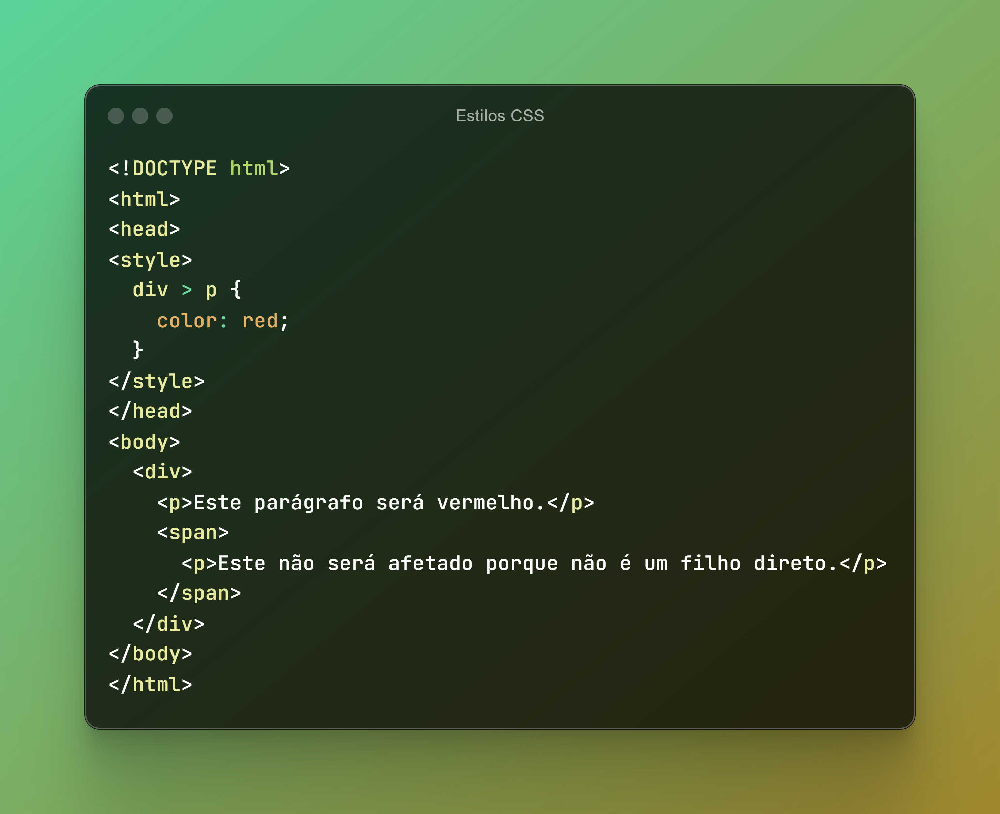 Estilos CSS
<!DOCTYPE html>
<html>
<head>
<style>
  div > p {
    color: red;
  }
</style>
</head>
<body>
  <div>
    <p>Este parágrafo será vermelho.</p>
    <span>
      <p>Este não será afetado porque não é um filho direto.</p>
    </span>
  </div>
</body>
</html>